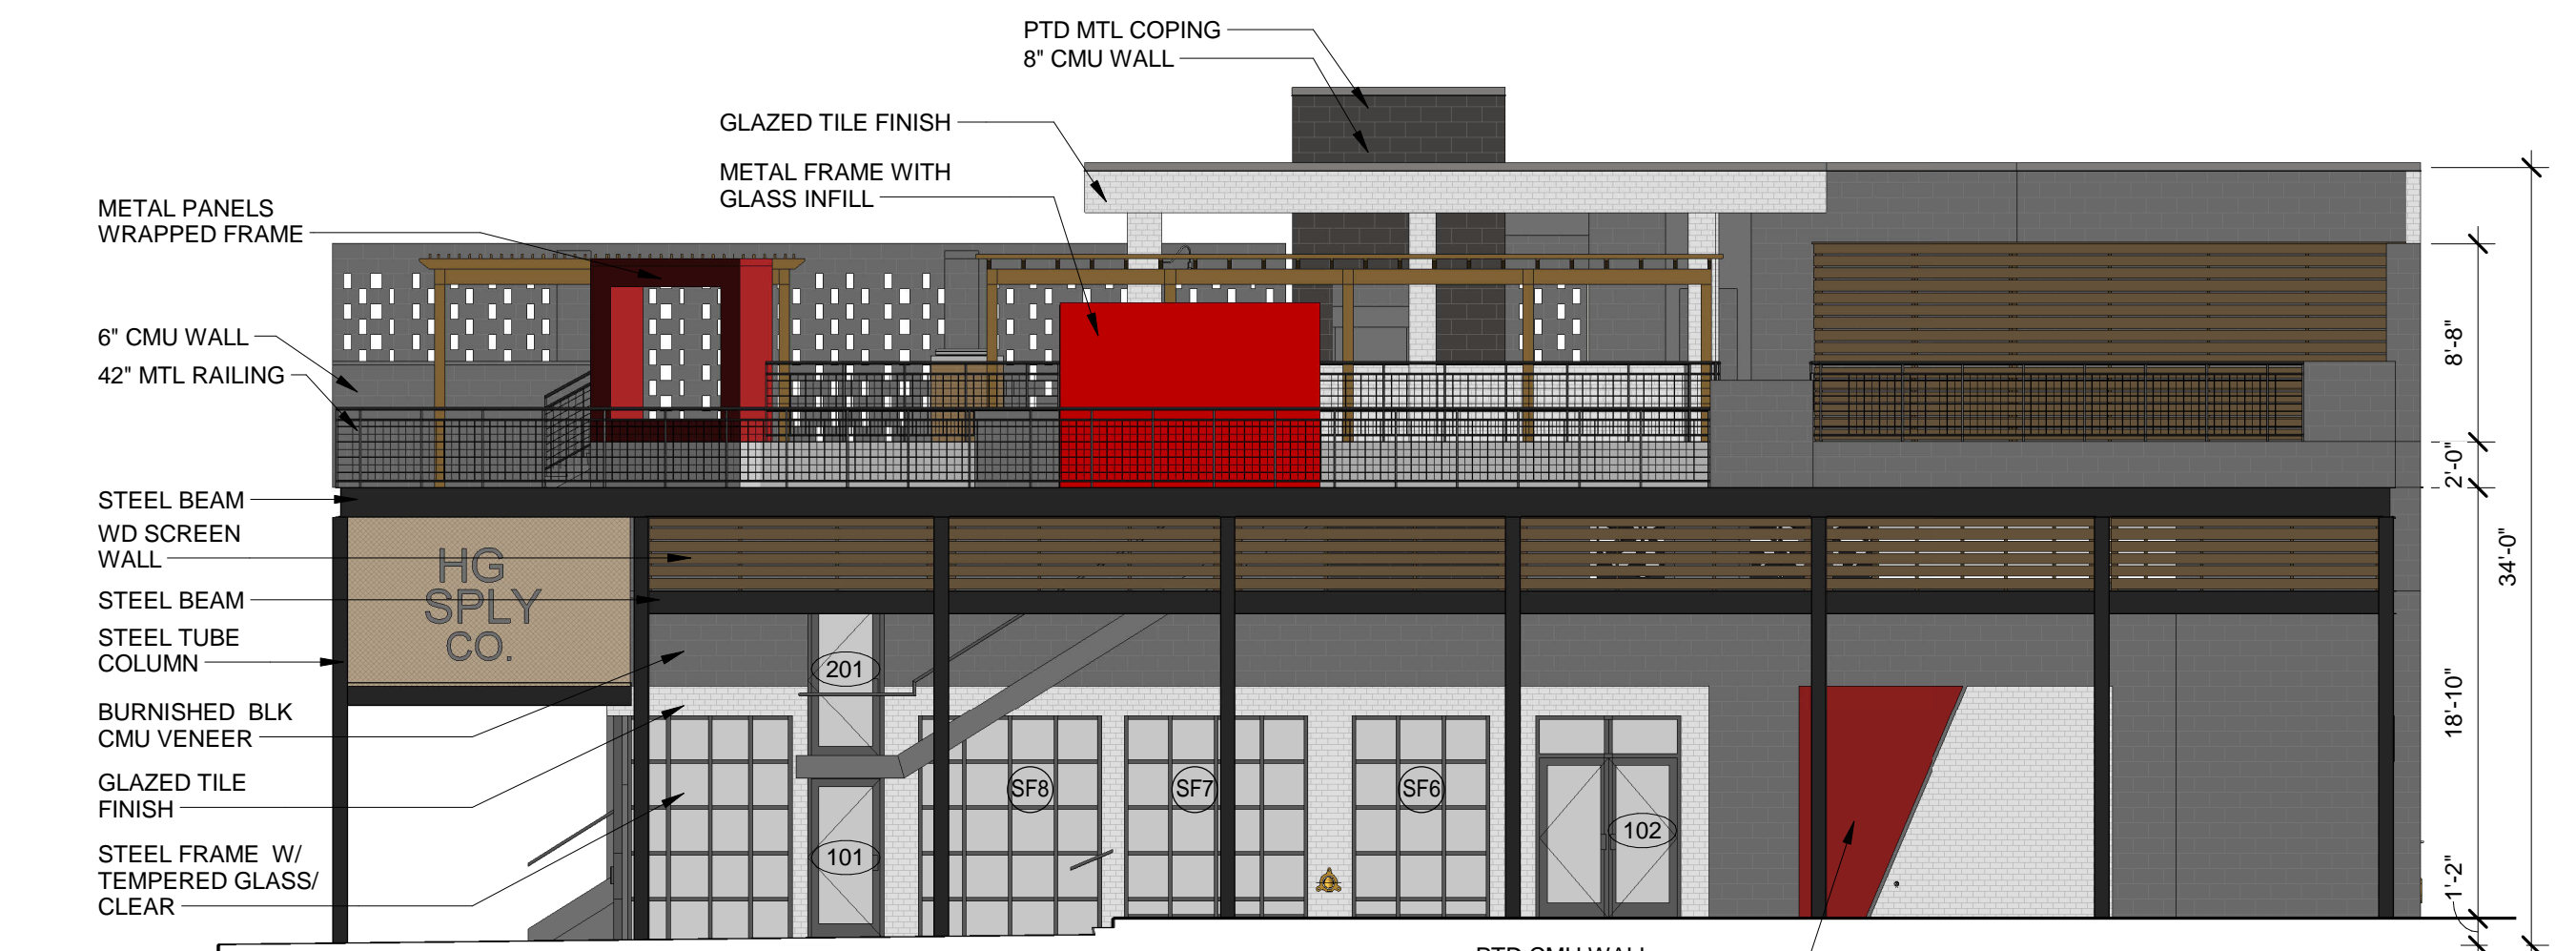 PTD MTL COPING
8" CMU WALL
GLAZED TILE FINISH
METAL FRAME WITH
GLASS INFILL
METAL PANELS
WRAPPED FRAME
6" CMU WALL
42" MTL RAILING
STEEL BEAM
WD SCREEN
WALL
STEEL BEAM
STEEL TUBE
COLUMN
BURNISHED BLK
CMU VENEER
GLAZED TILE
FINISH
STEEL FRAME W/
TEMPERED GLASS/
CLEAR
HG
SPLY
CO.
201
101
SF8
SF7
SF6
102
8'-8"
2'-0"
34'-0"
18'-10"
1'-2"
PTD CMU WALL